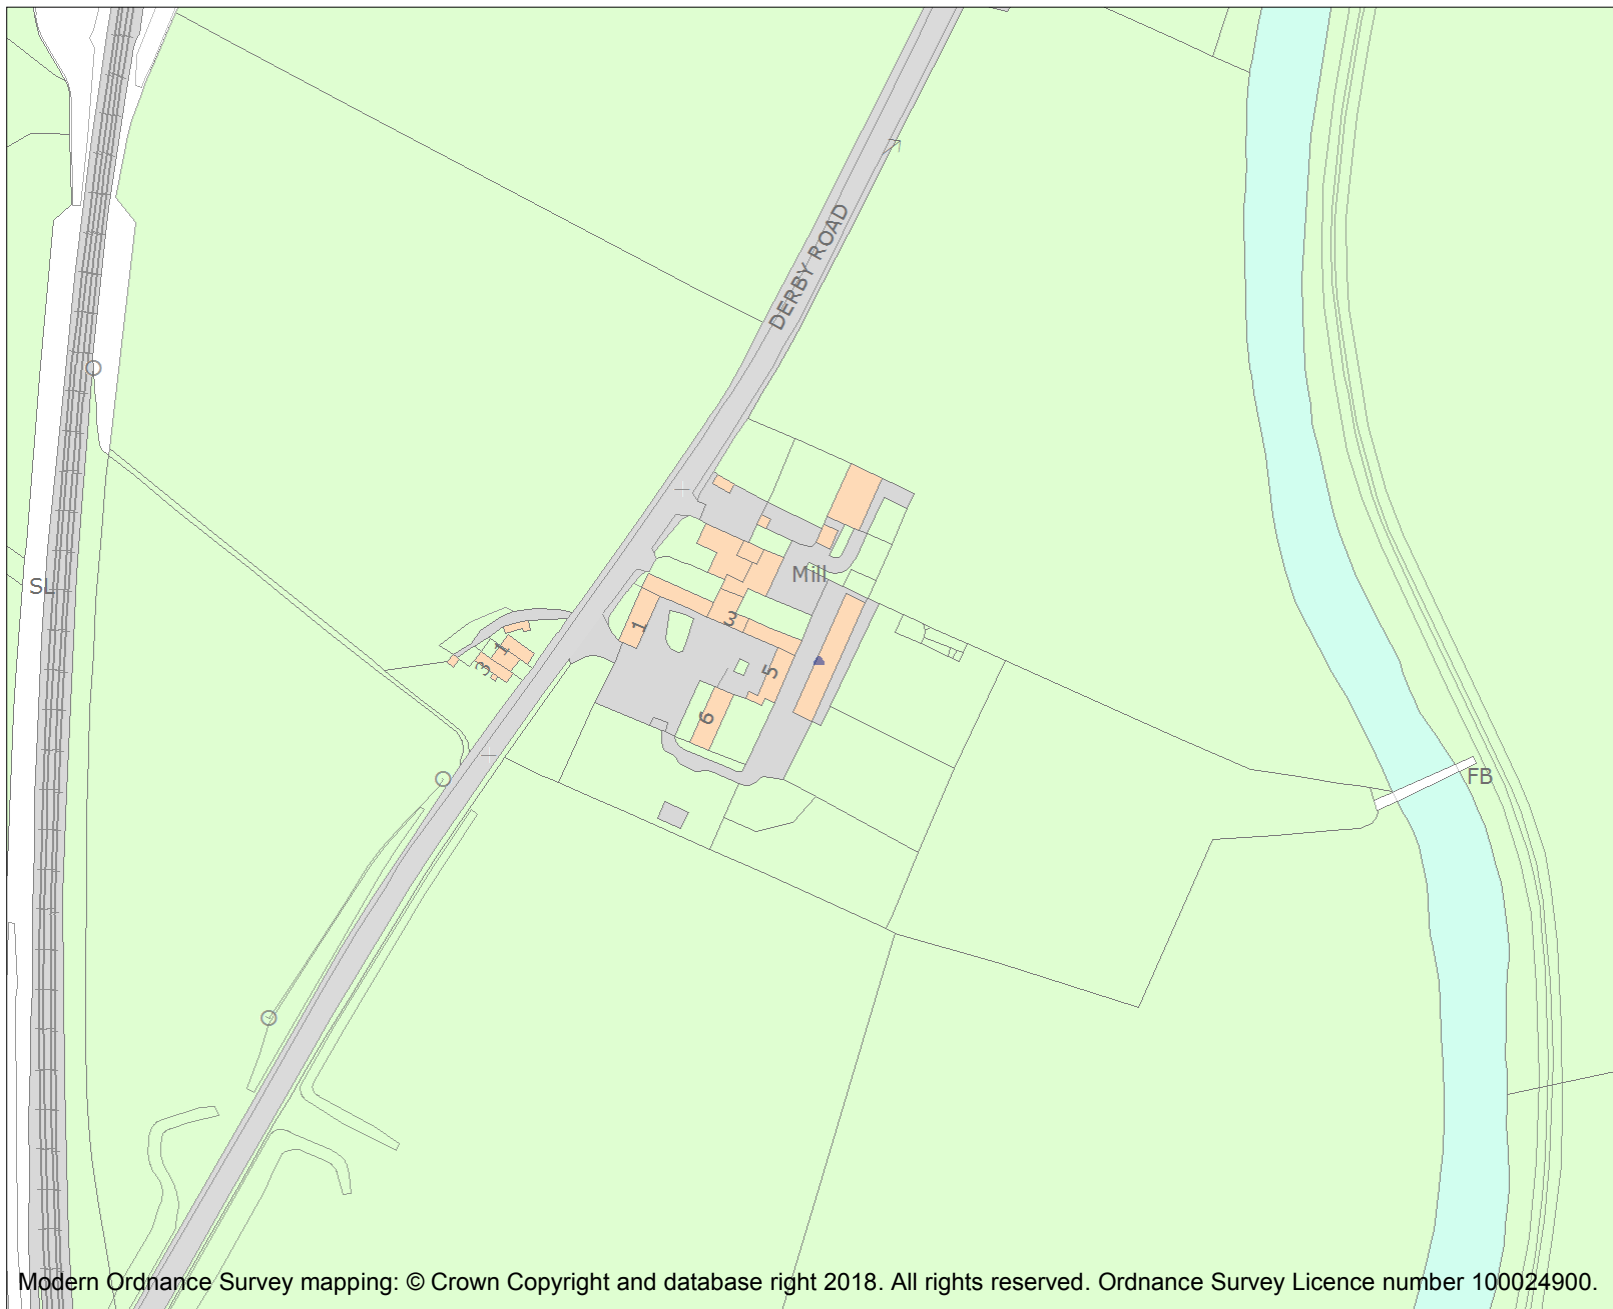 DERBY ROAD
Mill
SL
1
3
1
3
5
6
FB
Modern Ordnance Survey mapping: © Crown Copyright and database right 2018. All rights reserved. Ordnance Survey Licence number 100024900.